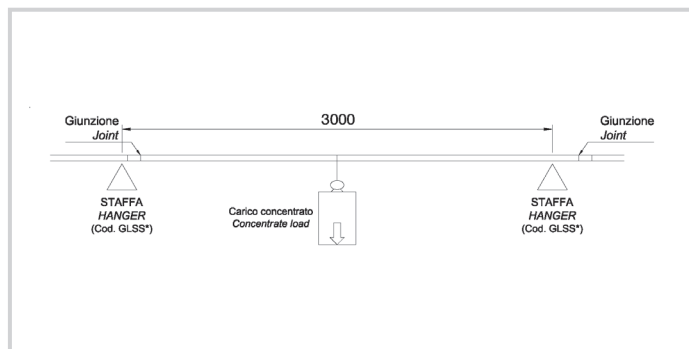 3000
Giunzione
Joint
Giunzione
Joint
STAFFA
HANGER
(Cod. GLSS*)
Carico concentrato
Concentrate load
STAFFA
HANGER
(Cod. GLSS*)